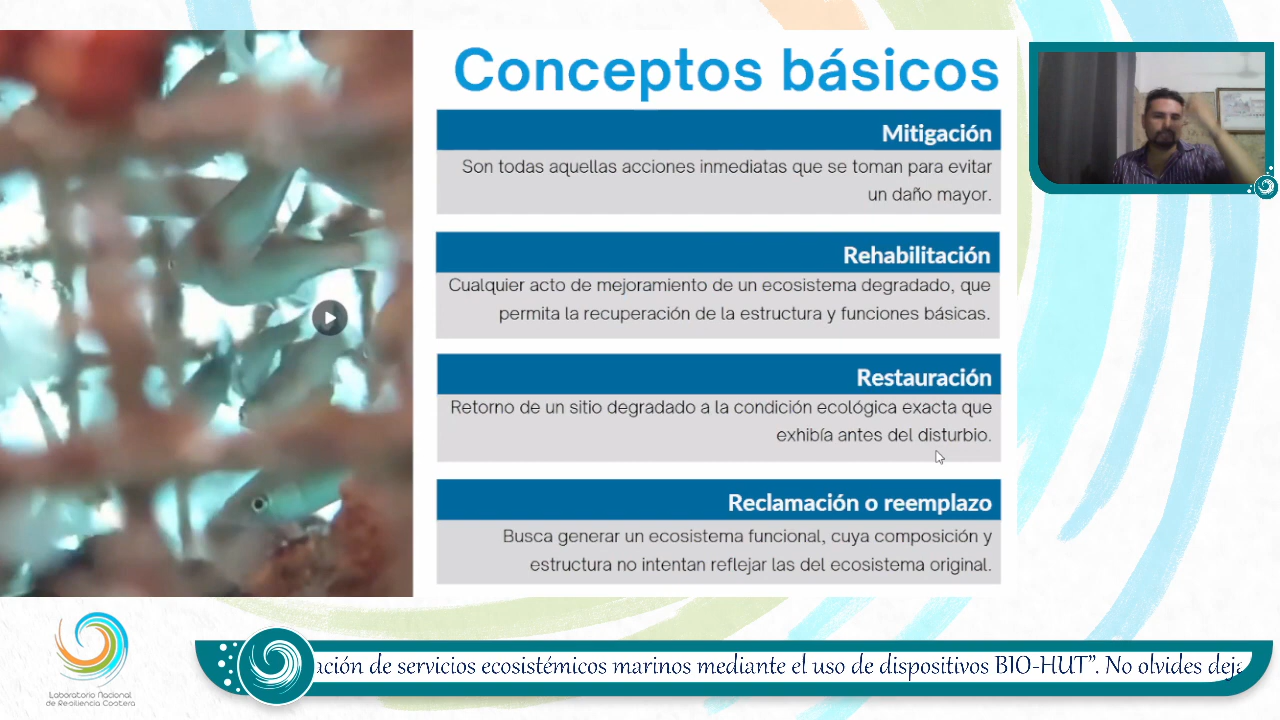 Conceptos básicos
Mitigación
Son todas aquellas acciones inmediatas que se toman para evitar
un daño mayor.
Rehabilitación
Cualquier acto de mejoramiento de un ecosistema degradado, que
permita la recuperación de la estructura y funciones básicas.
Restauración
Retorno de un sitio degradado a la condición ecológica exacta que
exhibía antes del disturbio.
Reclamación o reemplazo
Busca generar un ecosistema funcional, cuya composición y
estructura no intentan reflejar las del ecosistema original.
Laboratorio Nacional
de Resiliencia Costera
ación de servicios ecosistémicos marinos mediante el uso de dispositivos BIO-HUT”. No olvides deja